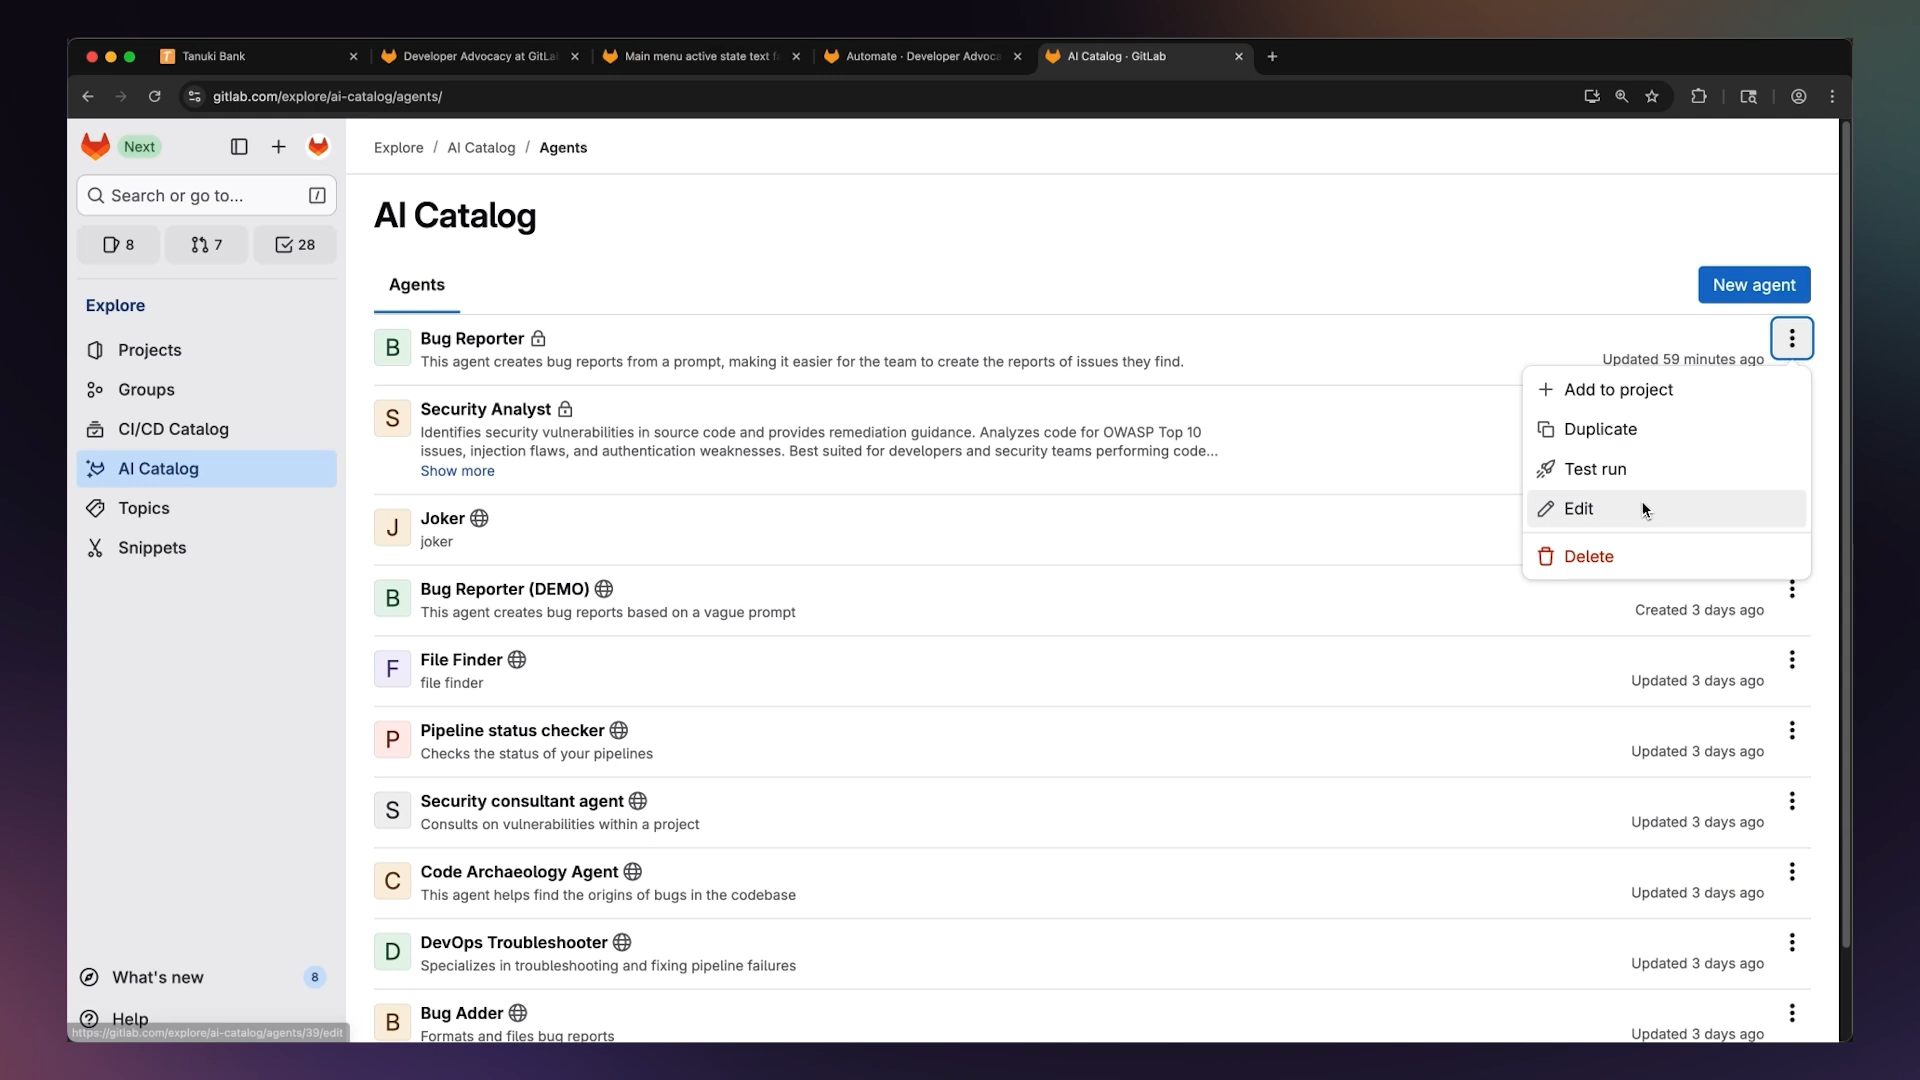 Tanuki Bank
Developer Advocacy at GitLa
Main menu active state text f
Automate · Developer Advoca
AI Catalog · GitLab
gitlab.com/explore/ai-catalog/agents/
Next
Search or go to...
/
8
7
28
Explore
Projects
Groups
CI/CD Catalog
AI Catalog
Topics
Snippets
What's new
8
Help
https://gitlab.com/explore/ai-catalog/agents/39/edit
Explore / AI Catalog / Agents
AI Catalog
Agents
New agent
B
Bug Reporter
This agent creates bug reports from a prompt, making it easier for the team to create the reports of issues they find.
Updated 59 minutes ago
Add to project
Duplicate
Test run
Edit
Delete
S
Security Analyst
Identifies security vulnerabilities in source code and provides remediation guidance. Analyzes code for OWASP Top 10
issues, injection flaws, and authentication weaknesses. Best suited for developers and security teams performing code...
Show more
J
Joker
joker
B
Bug Reporter (DEMO)
This agent creates bug reports based on a vague prompt
Created 3 days ago
F
File Finder
file finder
Updated 3 days ago
P
Pipeline status checker
Checks the status of your pipelines
Updated 3 days ago
S
Security consultant agent
Consults on vulnerabilities within a project
Updated 3 days ago
C
Code Archaeology Agent
This agent helps find the origins of bugs in the codebase
Updated 3 days ago
D
DevOps Troubleshooter
Specializes in troubleshooting and fixing pipeline failures
Updated 3 days ago
B
Bug Adder
Formats and files bug reports
Updated 3 days ago